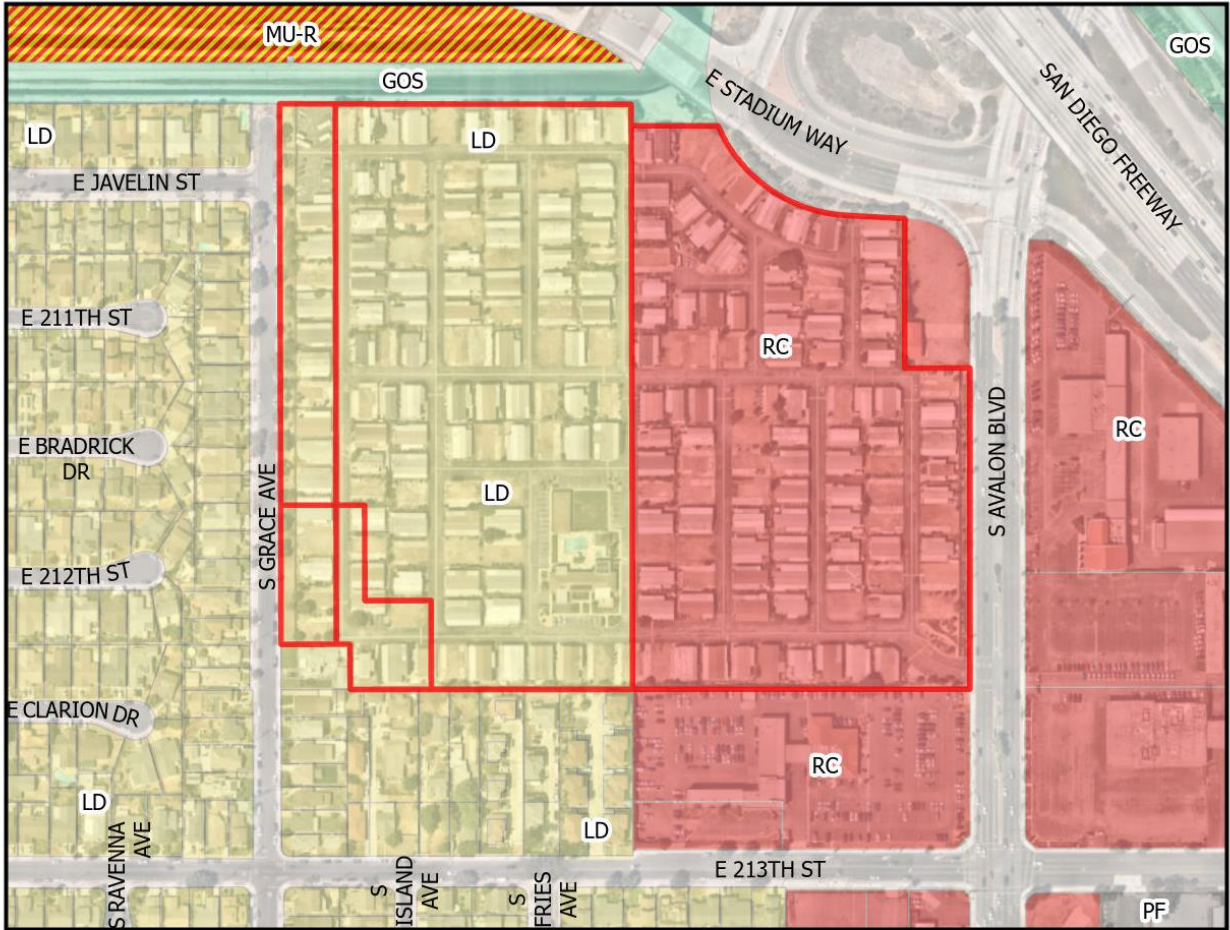 MU-R
GOS
GOS
E STADIUM WAY
SAN DIEGO FREEWAY
LD
LD
E JAVELIN ST
E 211TH ST
RC
RC
E BRADRICK
DR
S GRACE AVE
LD
S AVALON BLVD
E 212TH ST
E CLARION DR
RC
LD
LD
S RAVENNA
AVE
S
ISLAND
AVE
S
FRIES
AVE
E 213TH ST
PF